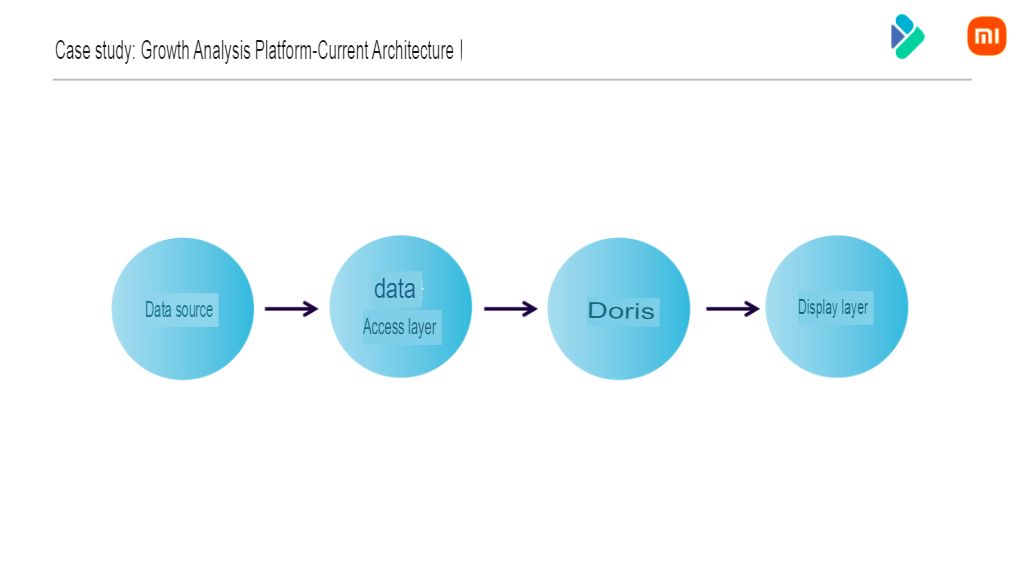 Case study: Growth Analysis Platform-Current Architecture |
mi
Data source
data
Access layer
Doris
Display layer